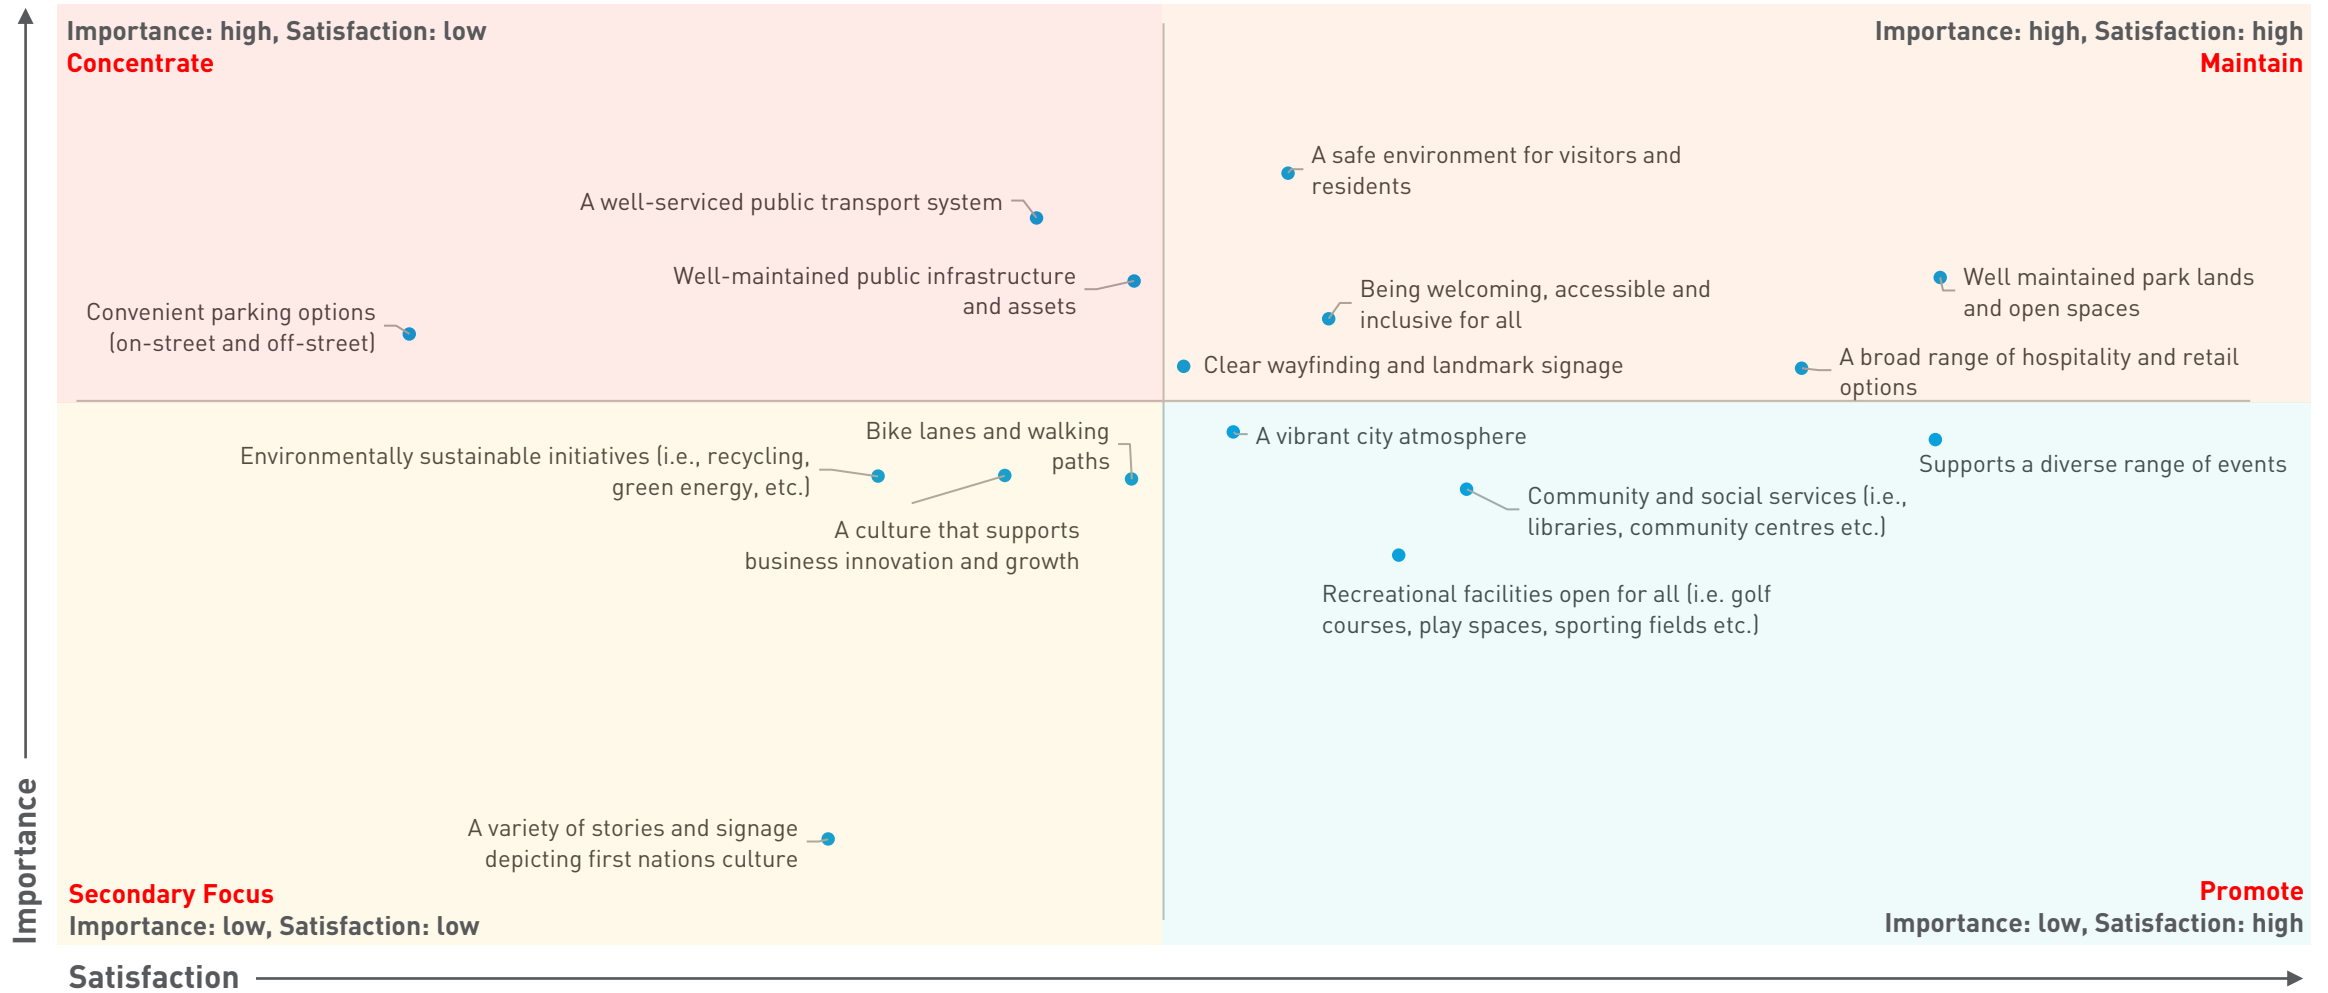 Importance: high, Satisfaction: low
Concentrate
Importance: high, Satisfaction: high
Maintain
A safe environment for visitors and
residents
A well-serviced public transport system
Well-maintained public infrastructure
and assets
Convenient parking options
(on-street and off-street)
Being welcoming, accessible and
inclusive for all
Well maintained park lands
and open spaces
Clear wayfinding and landmark signage
A broad range of hospitality and retail
options
Bike lanes and walking
paths
Environmentally sustainable initiatives (i.e., recycling,
green energy, etc.)
A culture that supports
business innovation and growth
A vibrant city atmosphere
Supports a diverse range of events
Community and social services (i.e.,
libraries, community centres etc.)
Recreational facilities open for all (i.e. golf
courses, play spaces, sporting fields etc.)
A variety of stories and signage
depicting first nations culture
Secondary Focus
Importance: low, Satisfaction: low
Promote
Importance: low, Satisfaction: high
Importance
Satisfaction